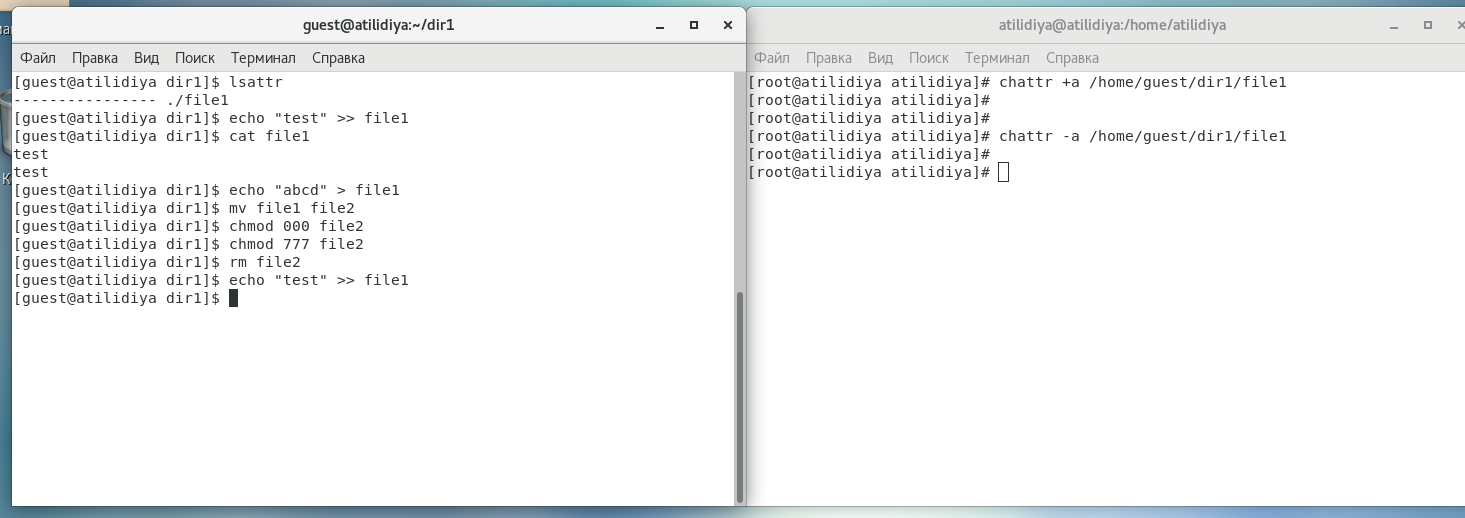 guest@atilidiya:~/dir1
Файл Правка Вид Поиск Терминал Справка
[guest@atilidiya dir1]$ lsattr
---------------- ./file1
[guest@atilidiya dir1]$ echo "test" >> file1
[guest@atilidiya dir1]$ cat file1
test
test
[guest@atilidiya dir1]$ echo "abcd" > file1
[guest@atilidiya dir1]$ mv file1 file2
[guest@atilidiya dir1]$ chmod 000 file2
[guest@atilidiya dir1]$ chmod 777 file2
[guest@atilidiya dir1]$ rm file2
[guest@atilidiya dir1]$ echo "test" >> file1
[guest@atilidiya dir1]$
atilidiya@atilidiya:/home/atilidiya
Файл Правка Вид Поиск Терминал Справка
[root@atilidiya atilidiya]# chattr +a /home/guest/dir1/file1
[root@atilidiya atilidiya]#
[root@atilidiya atilidiya]#
[root@atilidiya atilidiya]# chattr -a /home/guest/dir1/file1
[root@atilidiya atilidiya]#
[root@atilidiya atilidiya]#